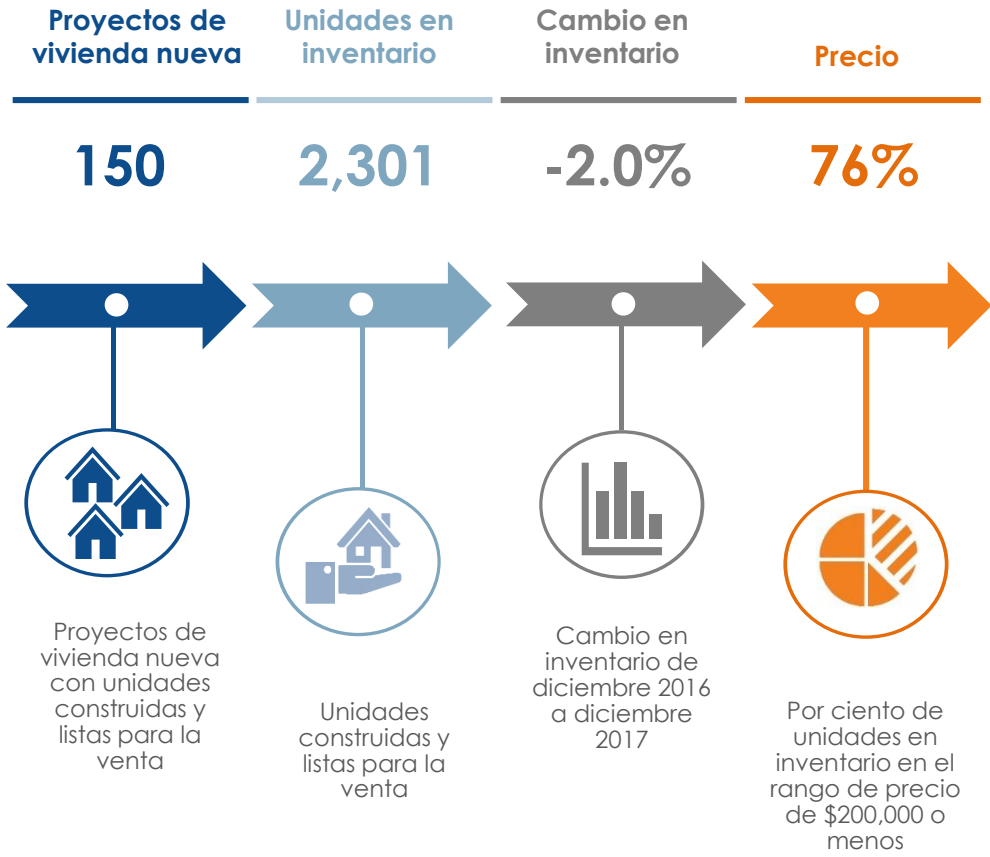 Proyectos de
vivienda nueva
Unidades en
inventario
Cambio en
inventario
Precio
150
2,301
-2.0%
76%
Proyectos de
vivienda nueva
con unidades
construidas y
listas para la
venta
Unidades
construidas y
listas para la
venta
Cambio en
inventario de
diciembre 2016
a diciembre
2017
Por ciento de
unidades en
inventario en el
rango de precio
de $200,000 o
menos